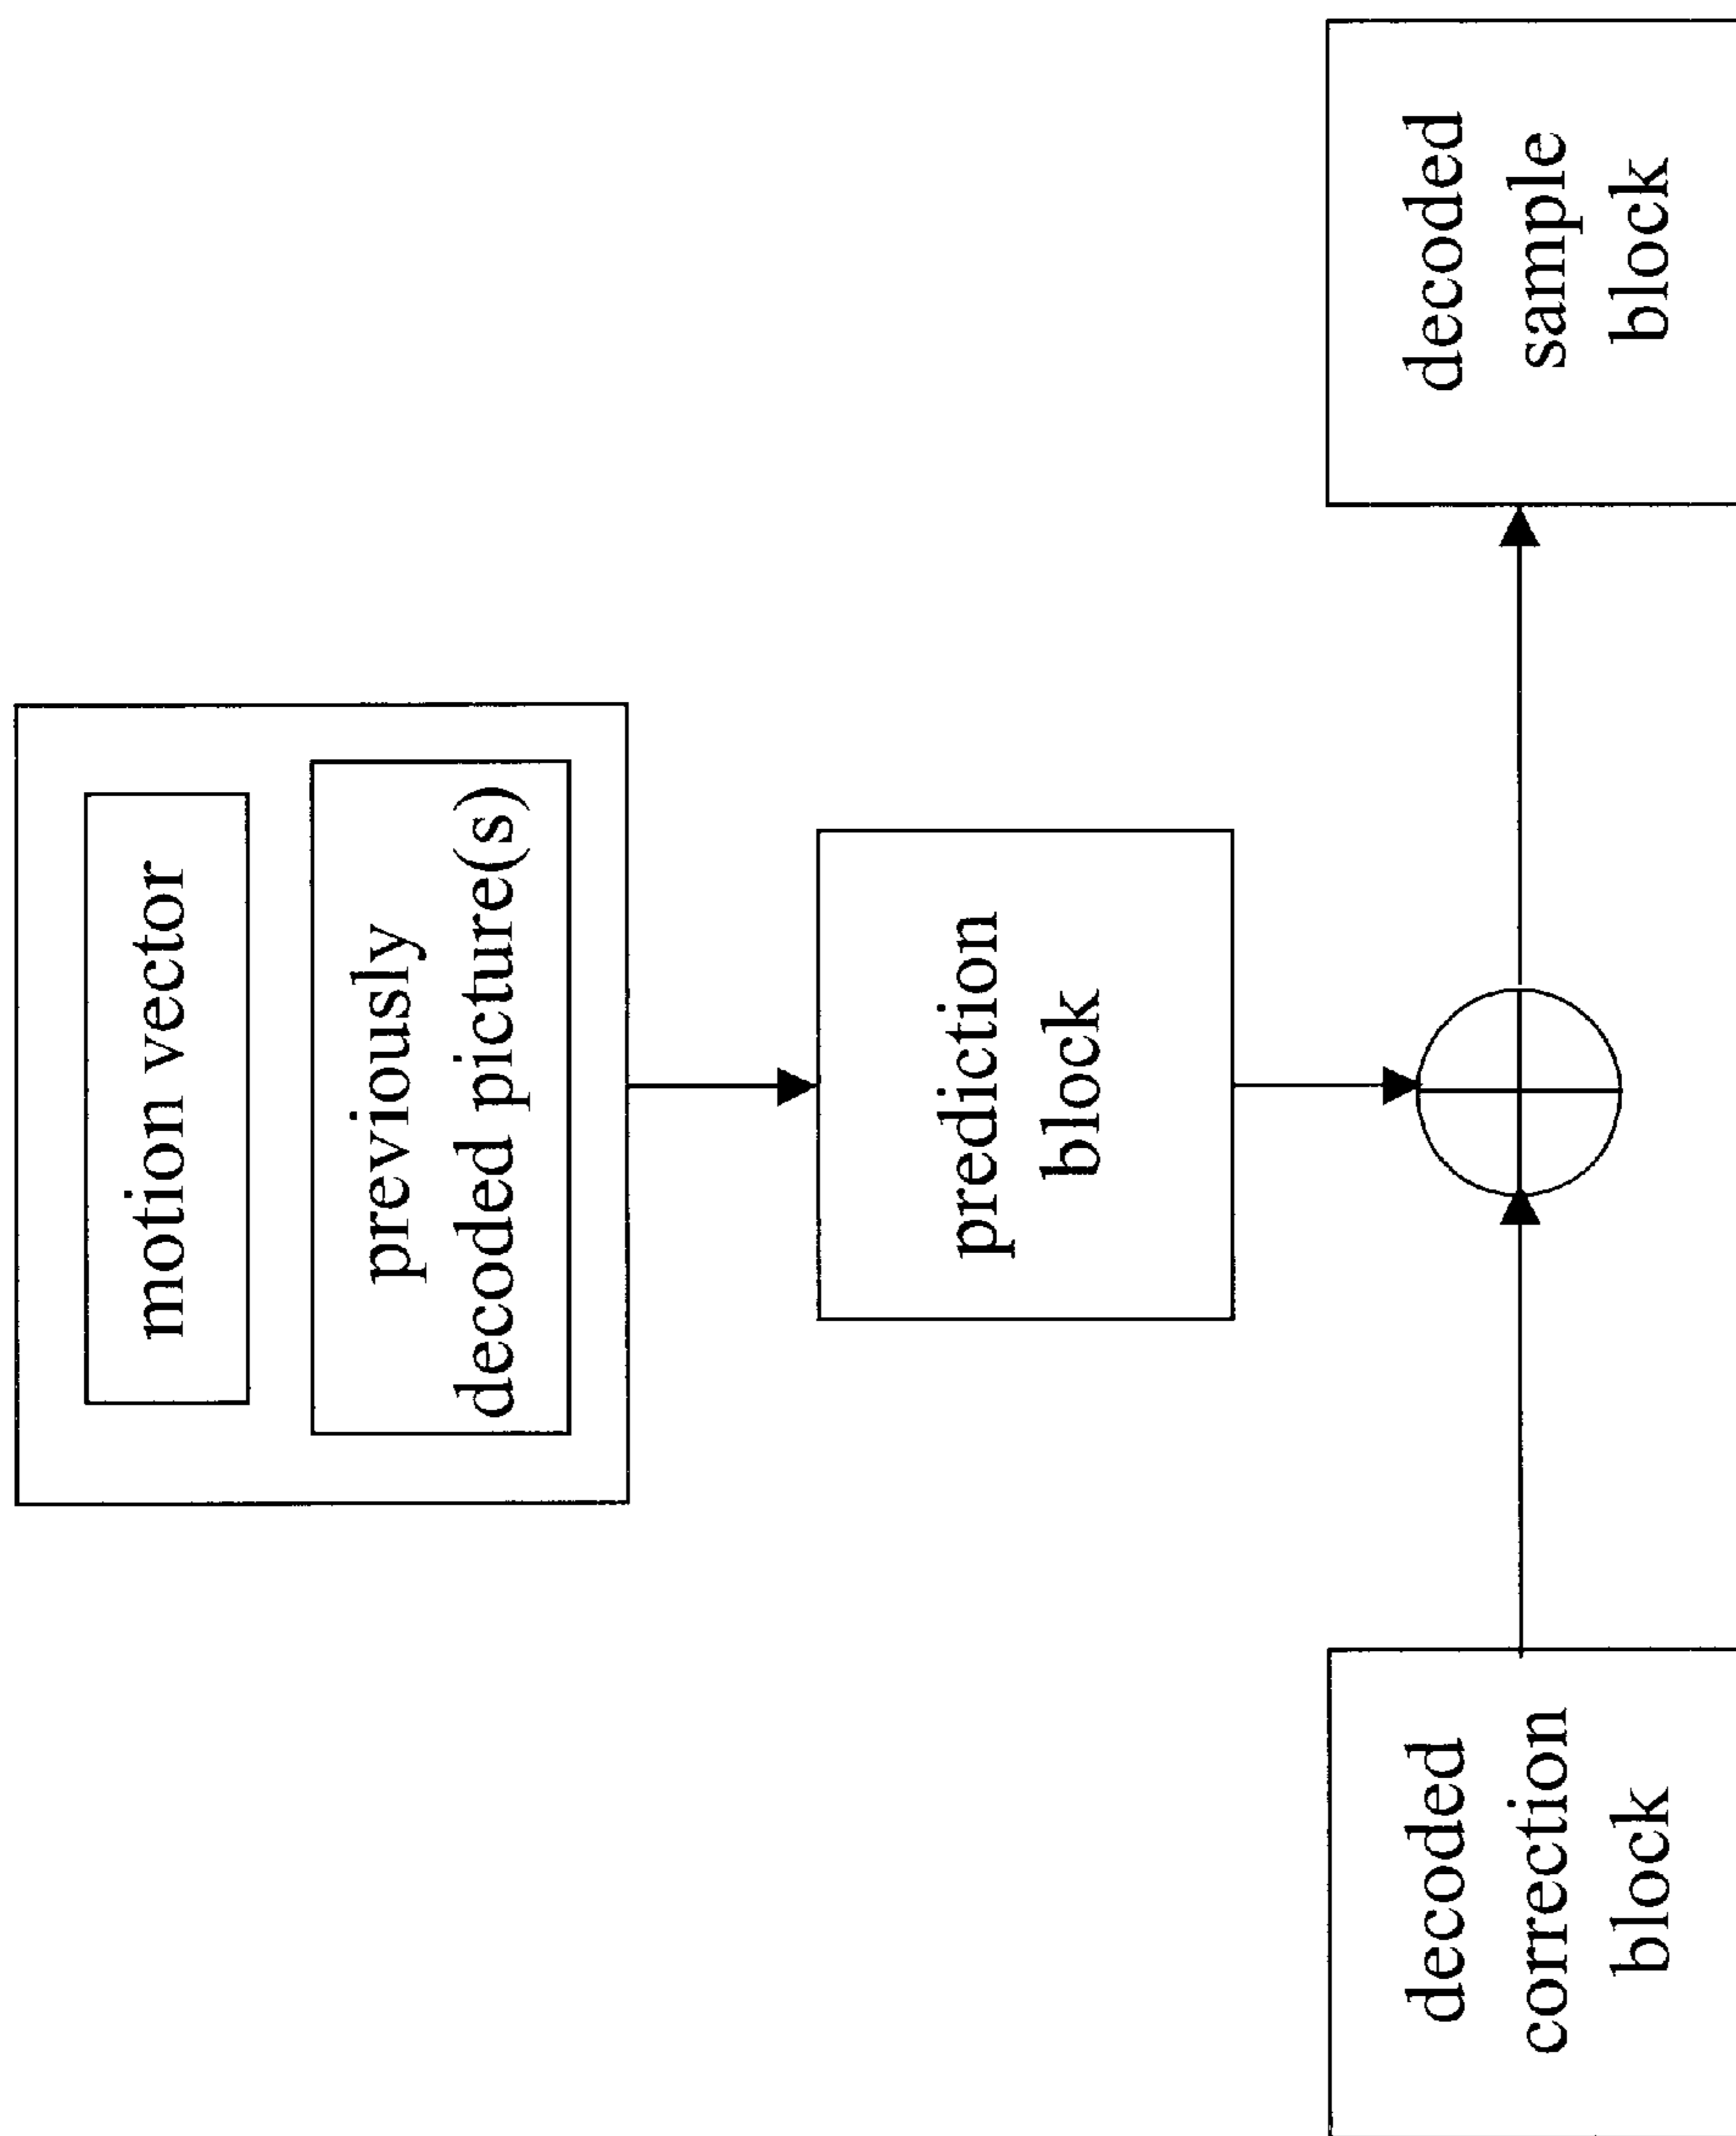 motion vector
previously
decoded picture(s)
prediction
block
decoded
correction
block
decoded
sample
block